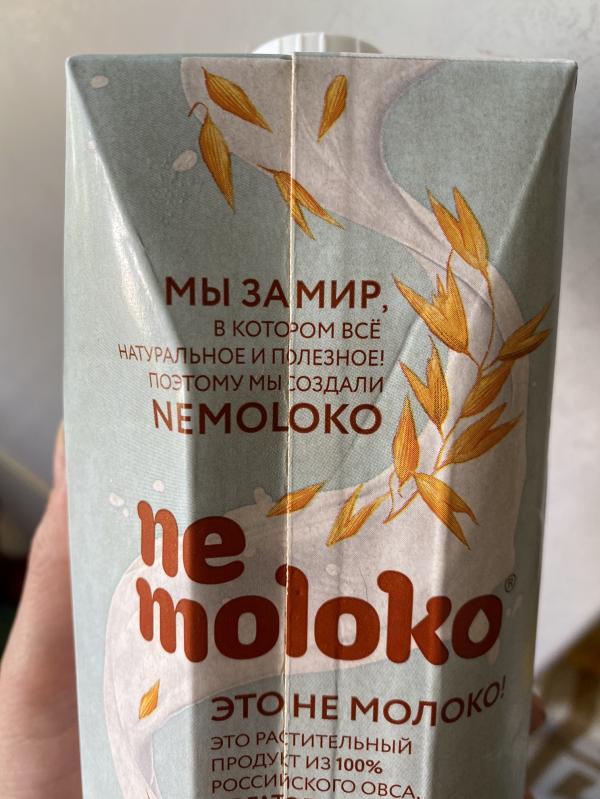 МЫ ЗА МИР,
В КОТОРОМ ВСЁ
НАТУРАЛЬНОЕ И ПОЛЕЗНОЕ!
ПОЭТОМУ МЫ СОЗДАЛИ
NEMOLOKO
ne
moloko®
ЭТО НЕ МОЛОКО!
ЭТО РАСТИТЕЛЬНЫЙ
ПРОДУКТ ИЗ 100%
РОССИЙСКОГО ОВСА,